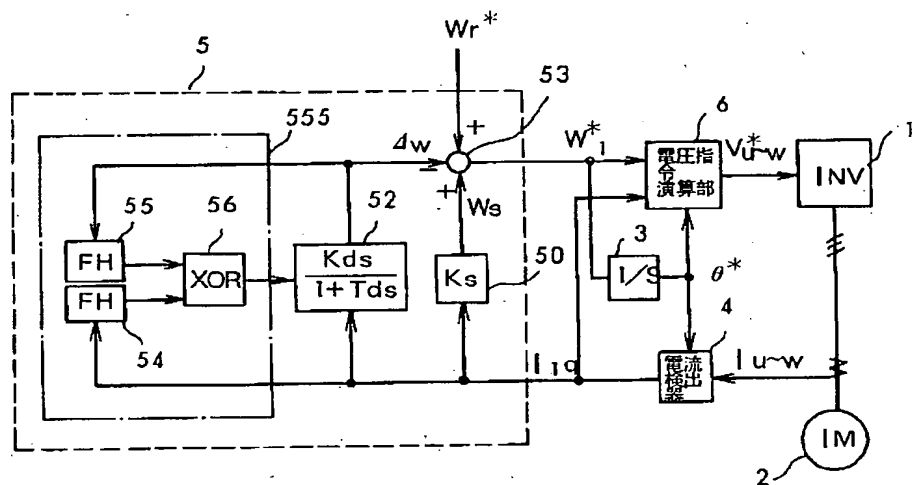 Wr*
5
53
555
Δw
+
−
+
W*₁
6
電圧指
令
演算部
Vu~w*
1
INV
55
56
52
Ws
FH
XOR
Kds
1+Tds
Ks
50
3
1/S
θ*
FH
54
4
I₁q
電流
検出
器
Iu~w
IM
2